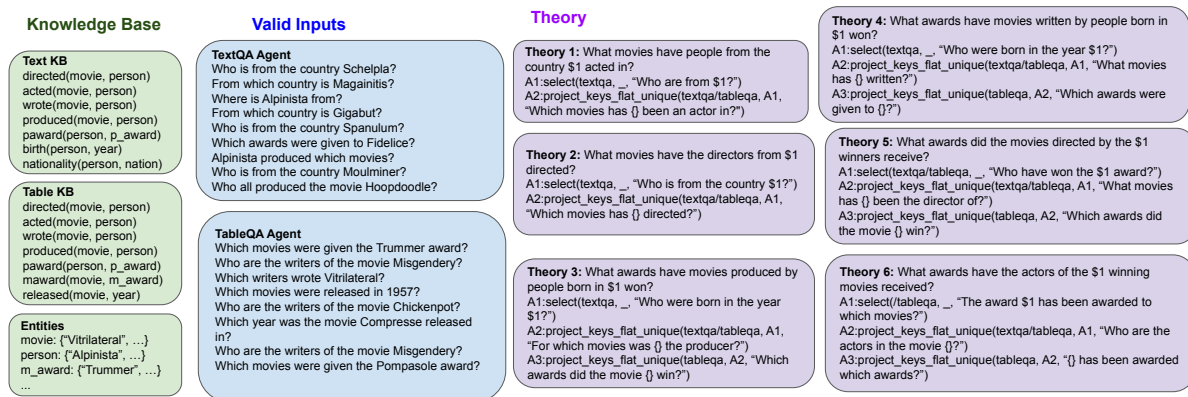 Knowledge Base
Text KB
directed(movie, person)
acted(movie, person)
wrote(movie, person)
produced(movie, person)
paward(person, p_award)
birth(person, year)
nationality(person, nation)
Table KB
directed(movie, person)
acted(movie, person)
wrote(movie, person)
produced(movie, person)
paward(person, p_award)
maward(movie, m_award)
released(movie, year)
Entities
movie: {“Vitrilateral”, ...}
person: {“Alpinista”, ...}
m_award: {“Trummer”, ...}
...
Valid Inputs
TextQA Agent
Who is from the country Schelpla?
From which country is Magainitis?
Where is Alpinista from?
From which country is Gigabut?
Who is from the country Spanulum?
Which awards were given to Fidelice?
Alpinista produced which movies?
Who is from the country Moulminer?
Who all produced the movie Hoopdoodle?
TableQA Agent
Which movies were given the Trummer award?
Who are the writers of the movie Misgendery?
Which writers wrote Vitrilateral?
Which movies were released in 1957?
Who are the writers of the movie Chickenpot?
Which year was the movie Compresse released
in?
Who are the writers of the movie Misgendery?
Which movies were given the Pompasole award?
Theory
Theory 1: What movies have people from the
country $1 acted in?
A1:select(textqa, _, “Who are from $1?”)
A2:project_keys_flat_unique(textqa/tableqa, A1,
“Which movies has {} been an actor in?")
Theory 2: What movies have the directors from $1
directed?
A1:select(textqa, _, “Who is from the country $1?”)
A2:project_keys_flat_unique(textqa/tableqa, A1,
“Which movies has {} directed?”)
Theory 3: What awards have movies produced by
people born in $1 won?
A1:select(textqa, _, “Who were born in the year
$1?”)
A2:project_keys_flat_unique(textqa/tableqa, A1,
“For which movies was {} the producer?”)
A3:project_keys_flat_unique(tableqa, A2, “Which
awards did the movie {} win?”)
Theory 4: What awards have movies written by people born in
$1 won?
A1:select(textqa, _, “Who were born in the year $1?”)
A2:project_keys_flat_unique(textqa/tableqa, A1, “What movies
has {} written?”)
A3:project_keys_flat_unique(tableqa, A2, “Which awards were
given to {}?”)
Theory 5: What awards did the movies directed by the $1
winners receive?
A1:select(textqa/tableqa, _, “Who have won the $1 award?”)
A2:project_keys_flat_unique(textqa/tableqa, A1, “What movies
has {} been the director of?”)
A3:project_keys_flat_unique(tableqa, A2, “Which awards did
the movie {} win?”)
Theory 6: What awards have the actors of the $1 winning
movies received?
A1:select(/tableqa, _, “The award $1 has been awarded to
which movies?”)
A2:project_keys_flat_unique(textqa/tableqa, A1, “Who are the
actors in the movie {}?”)
A3:project_keys_flat_unique(textqa/tableqa, A2, “{} has been awarded
which awards?”)